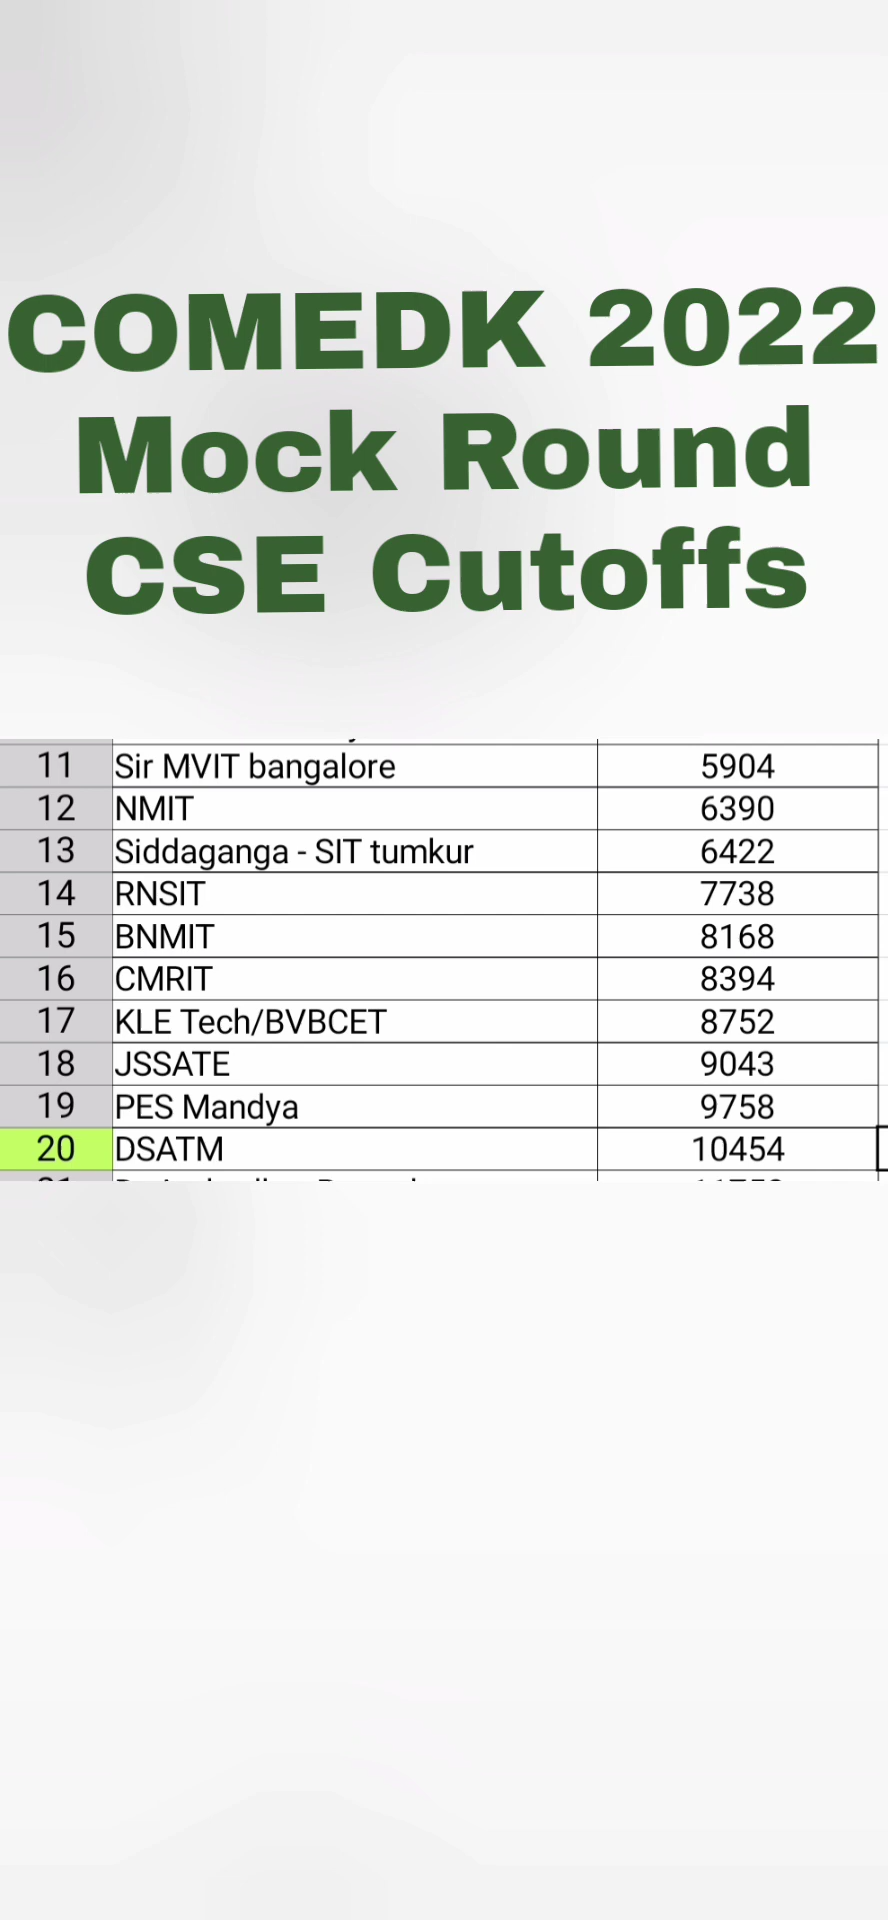 COMEDK 2022
Mock Round
CSE Cutoffs
11 Sir MVIT bangalore 5904
12 NMIT 6390
13 Siddaganga - SIT tumkur 6422
14 RNSIT 7738
15 BNMIT 8168
16 CMRIT 8394
17 KLE Tech/BVBCET 8752
18 JSSATE 9043
19 PES Mandya 9758
20 DSATM 10454